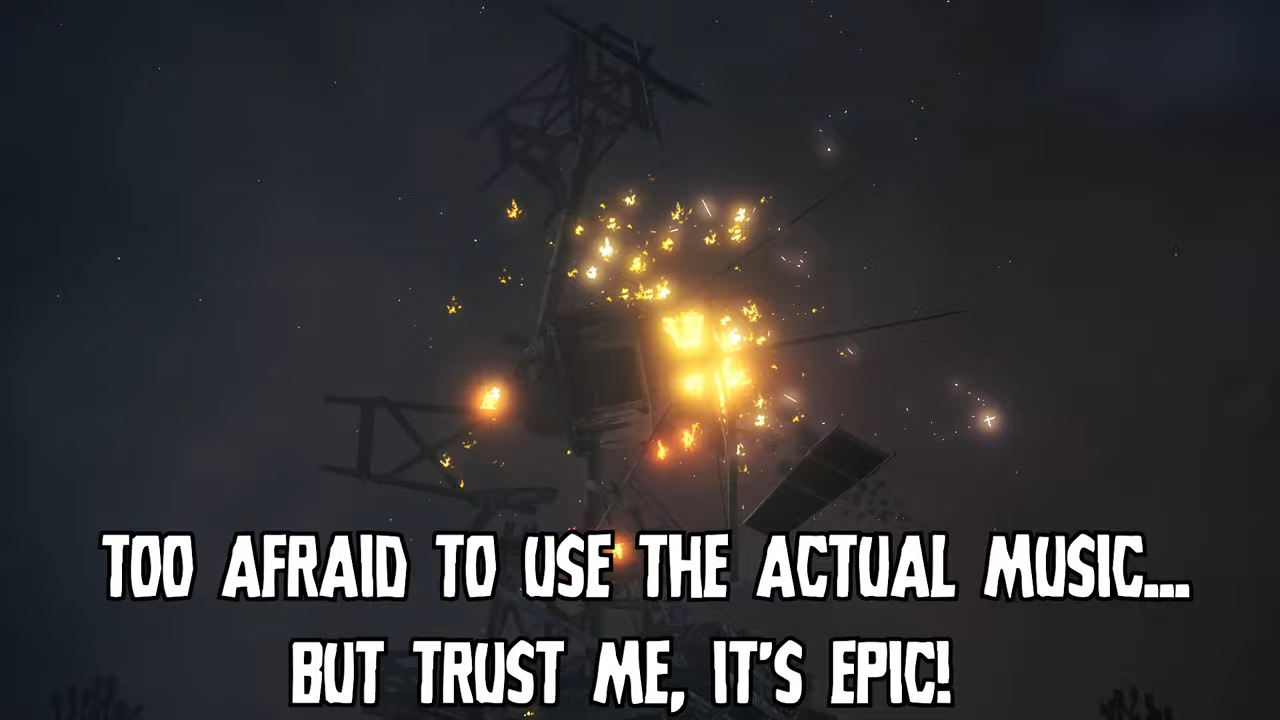 TOO AFRAID TO USE THE ACTUAL MUSIC...
BUT TRUST ME, IT'S EPIC!